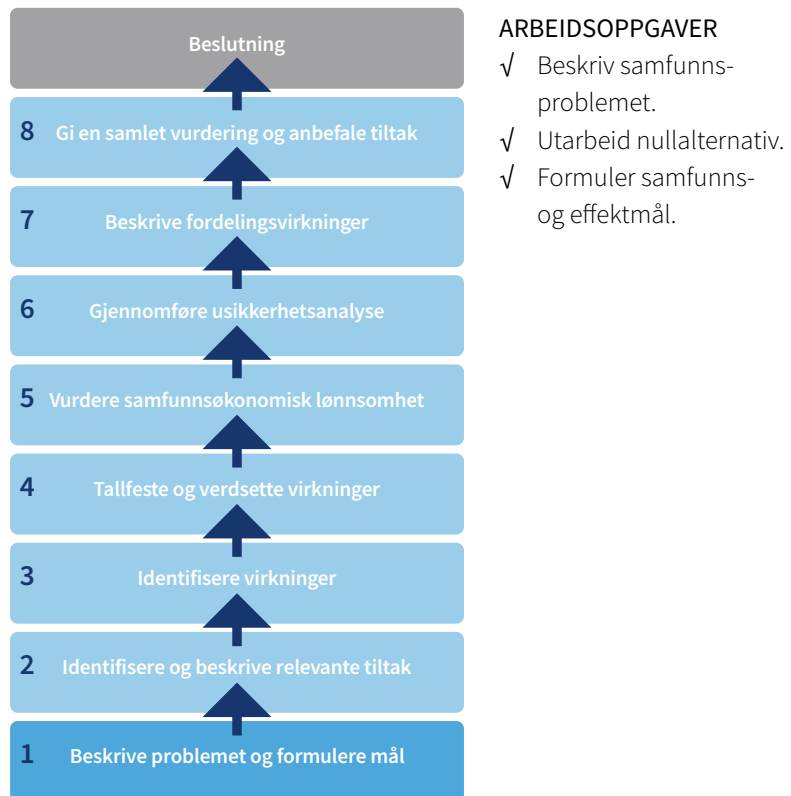 Beslutning
8 Gi en samlet vurdering og anbefale tiltak
7 Beskrive fordelingsvirkninger
6 Gjennomføre usikkerhetsanalyse
5 Vurdere samfunnsøkonomisk lønnsomhet
4 Tallfeste og verdsette virkninger
3 Identifisere virkninger
2 Identifisere og beskrive relevante tiltak
1 Beskrive problemet og formulere mål
ARBEIDSOPPGAVER
√ Beskriv samfunns-
problemet.
√ Utarbeid nullalternativ.
√ Formuler samfunns-
og effektmål.